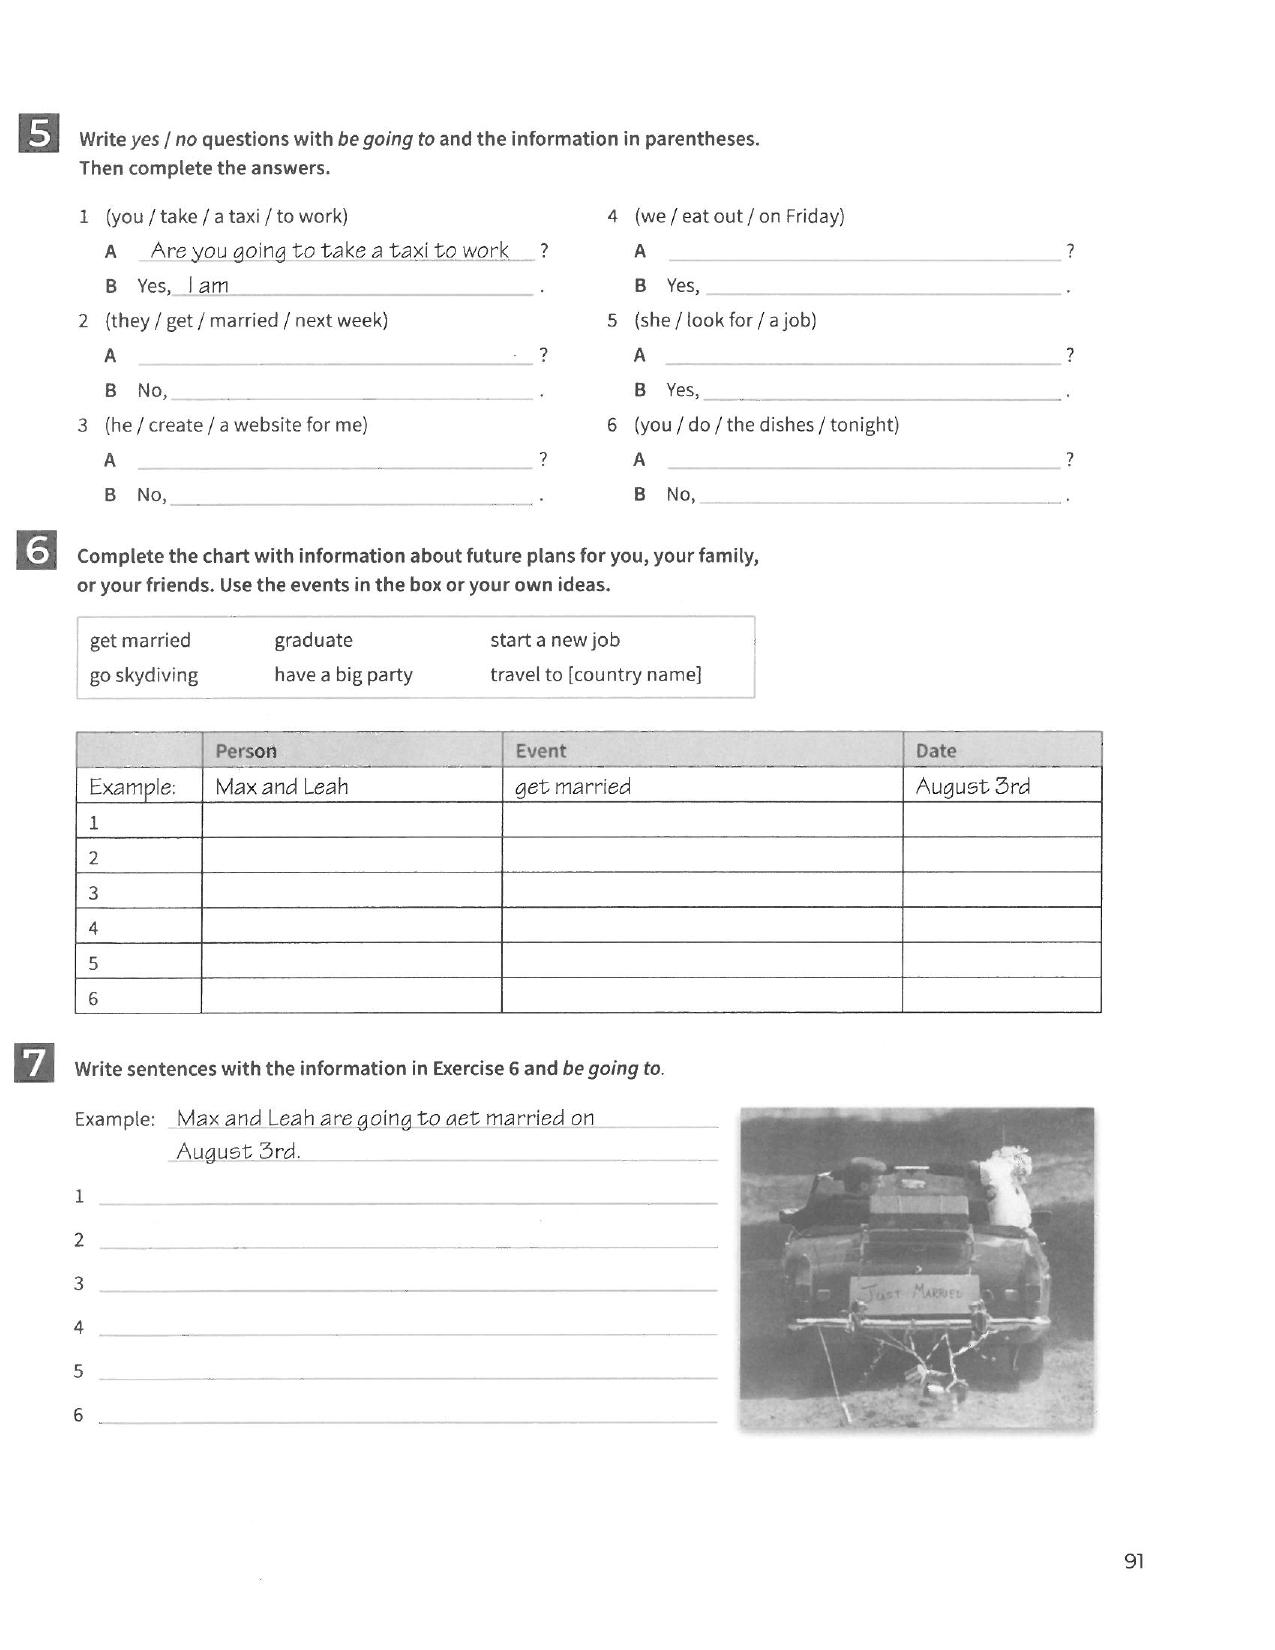 5 Write yes / no questions with be going to and the information in parentheses.
Then complete the answers.
1 (you / take / a taxi / to work)
A Are you going to take a taxi to work ?
B Yes, I am .
2 (they / get / married / next week)
A ?
B No, .
3 (he / create / a website for me)
A ?
B No, .
4 (we / eat out / on Friday)
A ?
B Yes, .
5 (she / look for / a job)
A ?
B Yes, .
6 (you / do / the dishes / tonight)
A ?
B No, .
6 Complete the chart with information about future plans for you, your family,
or your friends. Use the events in the box or your own ideas.
get married graduate start a new job
go skydiving have a big party travel to [country name]
Person Event Date
Example: Max and Leah get married August 3rd
1
2
3
4
5
6
7 Write sentences with the information in Exercise 6 and be going to.
Example: Max and Leah are going to get married on
August 3rd.
1
2
3
4
5
6
JUST MARRIED
91